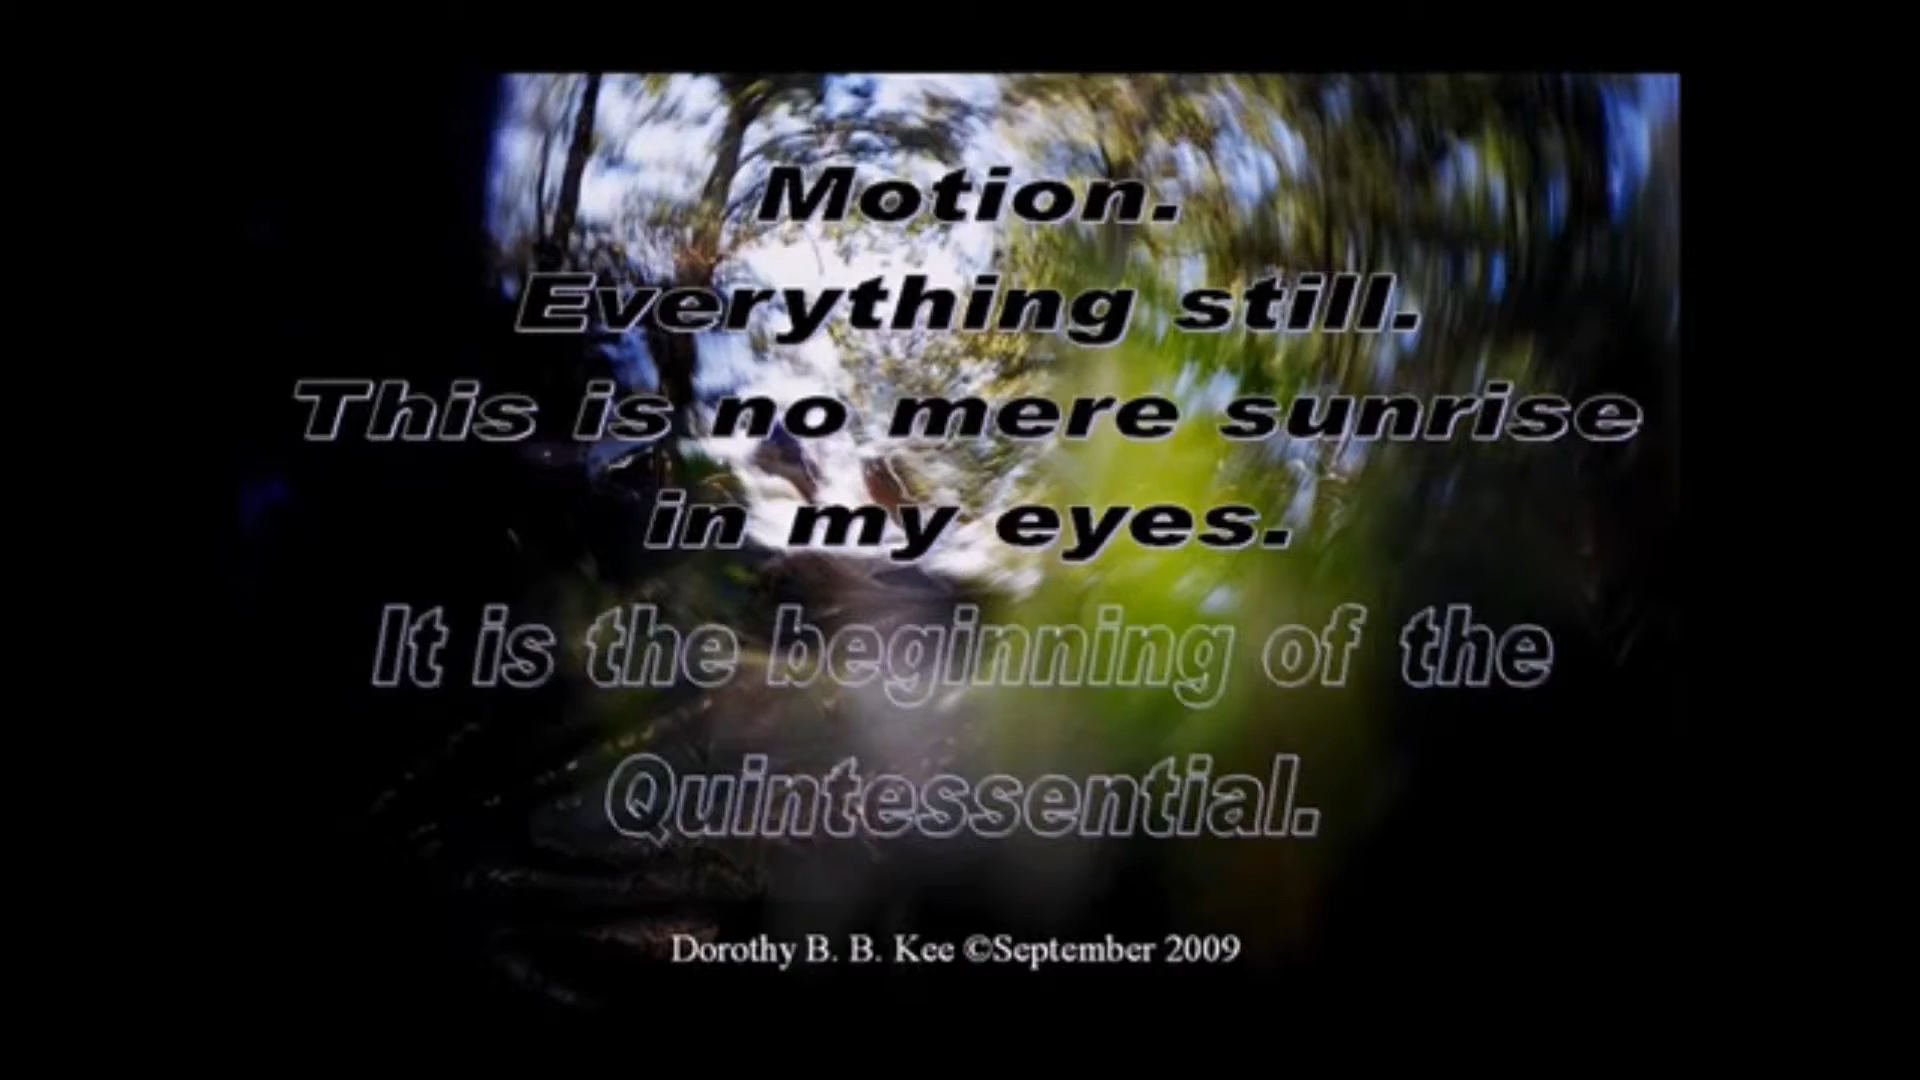 Motion.
Everything still.
This is no mere sunrise
in my eyes.
It is the beginning of the
Quintessential.
Dorothy B. B. Kee ©September 2009